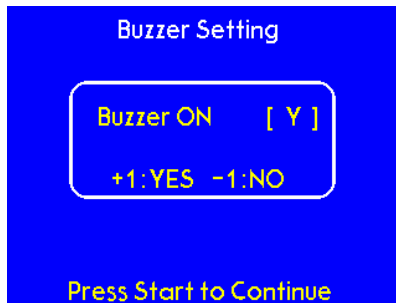 Buzzer Setting
Buzzer ON [ Y ]
+1:YES -1:NO
Press Start to Continue